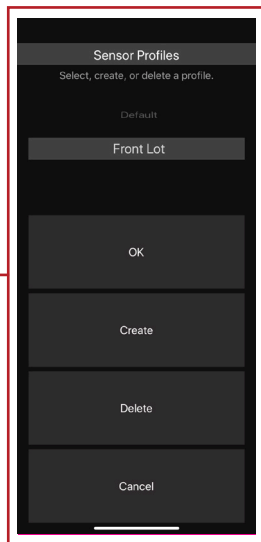 Sensor Profiles
Select, create, or delete a profile.
Default
Front Lot
OK
Create
Delete
Cancel